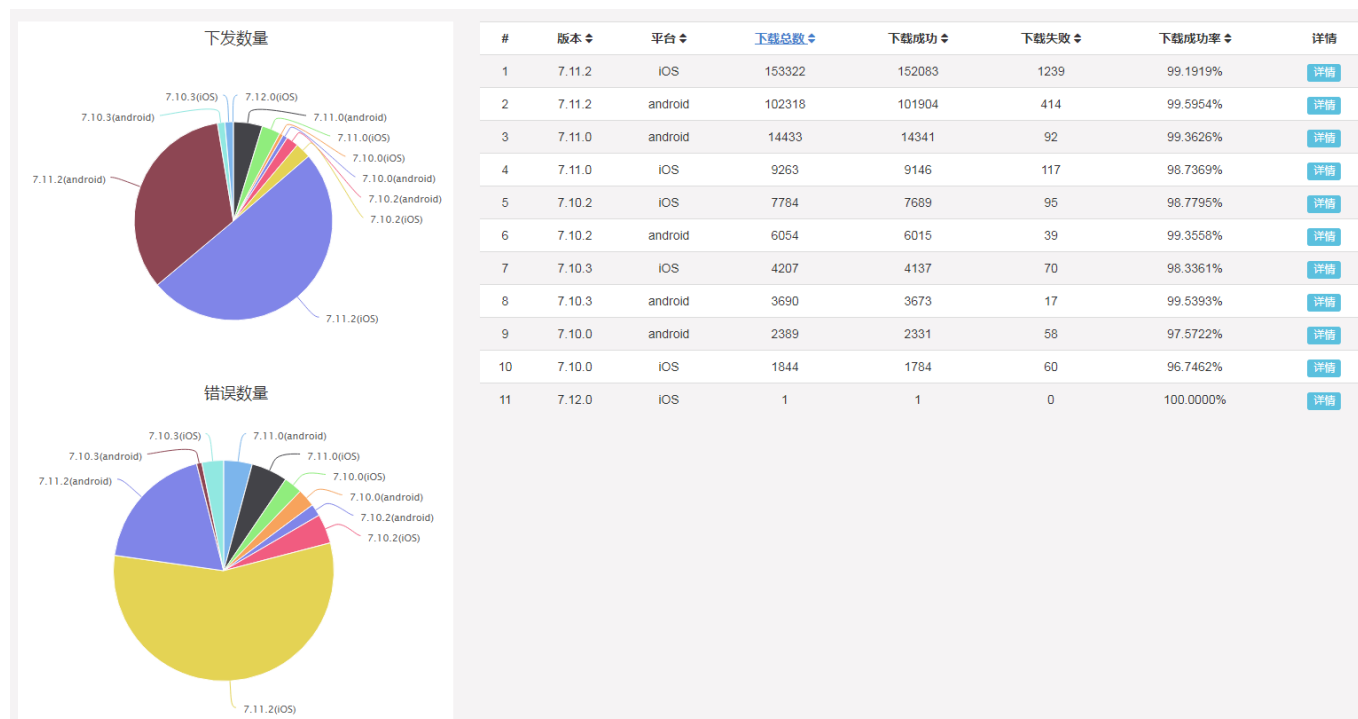 下发数量
7.10.3(iOS)
7.12.0(iOS)
7.10.3(android)
7.11.0(android)
7.11.0(iOS)
7.10.0(iOS)
7.11.2(android)
7.10.0(android)
7.10.2(android)
7.10.2(iOS)
7.11.2(iOS)
错误数量
7.10.3(iOS)
7.11.0(android)
7.10.3(android)
7.11.0(iOS)
7.11.2(android)
7.10.0(iOS)
7.10.0(android)
7.10.2(android)
7.10.2(iOS)
7.11.2(iOS)
# 版本 平台 下载总数 下载成功 下载失败 下载成功率 详情
1 7.11.2 iOS 153322 152083 1239 99.1919% 详情
2 7.11.2 android 102318 101904 414 99.5954% 详情
3 7.11.0 android 14433 14341 92 99.3626% 详情
4 7.11.0 iOS 9263 9146 117 98.7369% 详情
5 7.10.2 iOS 7784 7689 95 98.7795% 详情
6 7.10.2 android 6054 6015 39 99.3558% 详情
7 7.10.3 iOS 4207 4137 70 98.3361% 详情
8 7.10.3 android 3690 3673 17 99.5393% 详情
9 7.10.0 android 2389 2331 58 97.5722% 详情
10 7.10.0 iOS 1844 1784 60 96.7462% 详情
11 7.12.0 iOS 1 1 0 100.0000% 详情